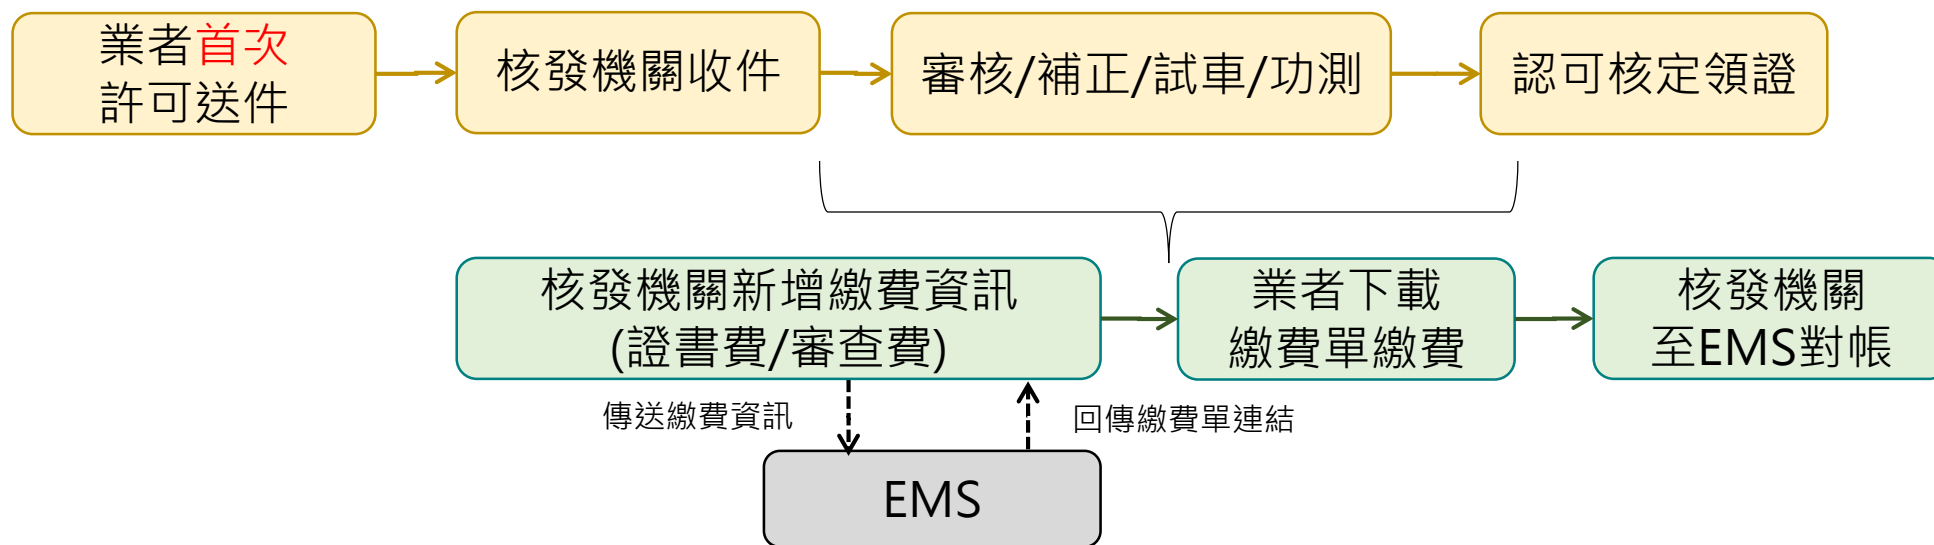 業者首次
許可送件
核發機關收件
審核/補正/試車/功測
認可核定領證
核發機關新增繳費資訊
(證書費/審查費)
業者下載
繳費單繳費
核發機關
至EMS對帳
傳送繳費資訊
回傳繳費單連結
EMS